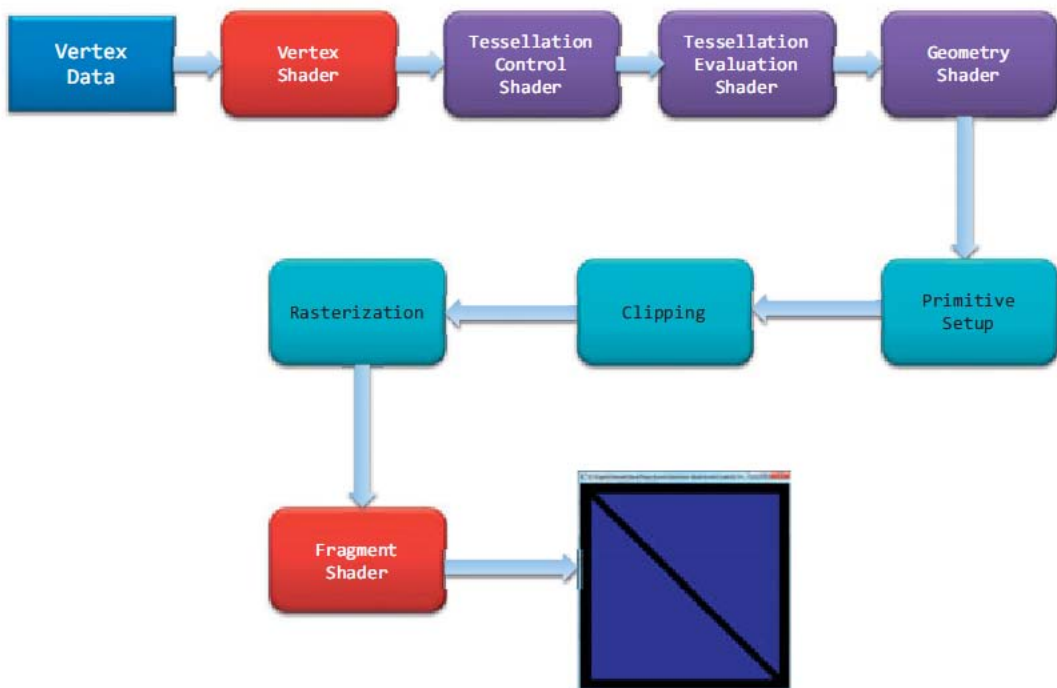 Vertex
Data
Vertex
Shader
Tessellation
Control
Shader
Tessellation
Evaluation
Shader
Geometry
Shader
Primitive
Setup
Clipping
Rasterization
Fragment
Shader